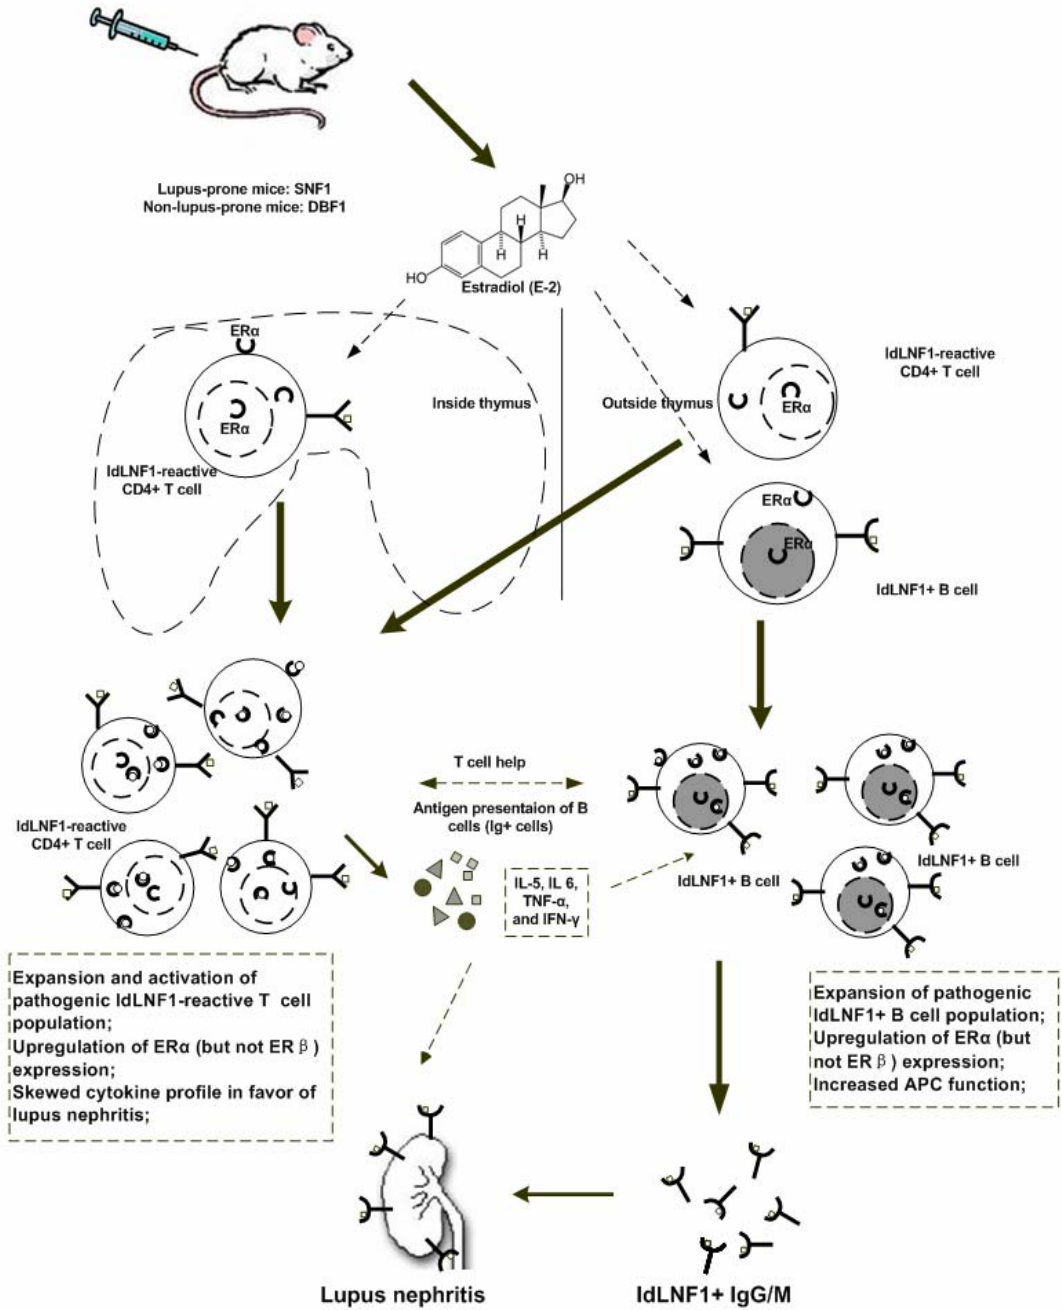 Lupus-prone mice: SNF1
Non-lupus-prone mice: DBF1
OH
H
H
H
HO
Estradiol (E-2)
ERα
ERα
IdLNF1-reactive
CD4+ T cell
Inside thymus
Outside thymus
IdLNF1-reactive
CD4+ T cell
ERα
ERα
ERα
IdLNF1+ B cell
T cell help
Antigen presentaion of B
cells (Ig+ cells)
IdLNF1-reactive
CD4+ T cell
IL-5, IL 6,
TNF-α,
and IFN-γ
IdLNF1+ B cell
IdLNF1+ B cell
Expansion and activation of
pathogenic IdLNF1-reactive T cell
population;
Upregulation of ERα (but not ER β)
expression;
Skewed cytokine profile in favor of
lupus nephritis;
Expansion of pathogenic
IdLNF1+ B cell population;
Upregulation of ERα (but
not ER β) expression;
Increased APC function;
Lupus nephritis
IdLNF1+ IgG/M